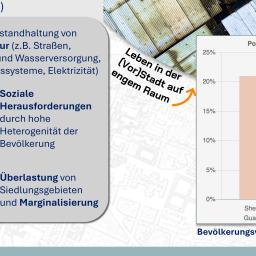 )
standhaltung von
ur (z.B. Straßen,
nd Wasserversorgung,
ssysteme, Elektrizität)
Soziale
Herausforderungen
durch hohe
Heterogenität der
Bevölkerung
Überlastung von
Siedlungsgebieten
und Marginalisierung
Leben in der
(Vor)Stadt auf
engem Raum
Po
25%
20%
15%
10%
5%
0%
She
Gua
Bevölkerungsv